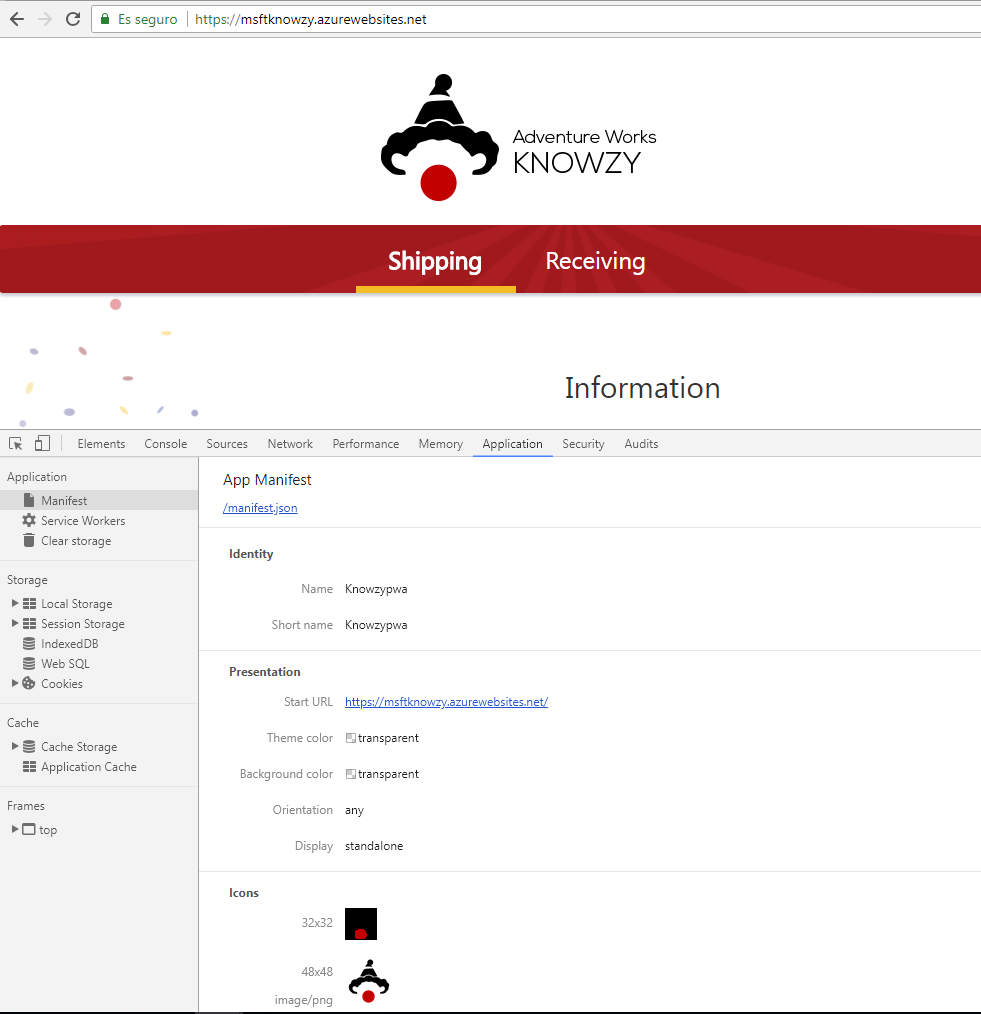 Es seguro https://msftknowzy.azurewebsites.net
Adventure Works
KNOWZY
Shipping Receiving
Information
Elements Console Sources Network Performance Memory Application Security Audits
Application
Manifest
Service Workers
Clear storage
Storage
Local Storage
Session Storage
IndexedDB
Web SQL
Cookies
Cache
Cache Storage
Application Cache
Frames
top
App Manifest
/manifest.json
Identity
Name Knowzypwa
Short name Knowzypwa
Presentation
Start URL https://msftknowzy.azurewebsites.net/
Theme color transparent
Background color transparent
Orientation any
Display standalone
Icons
32x32
48x48
image/png